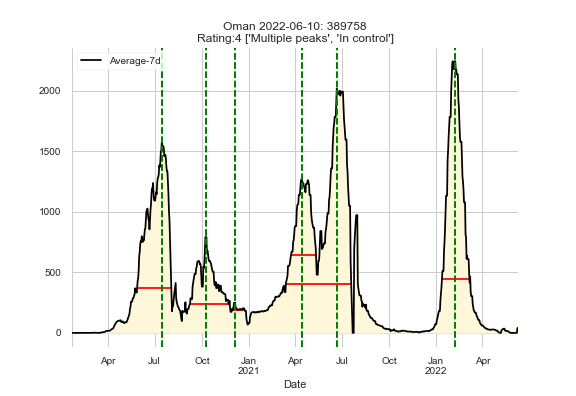 Oman 2022-06-10: 389758
Rating:4 ['Multiple peaks', 'In control']
Average-7d
2000
1500
1000
500
0
Apr Jul Oct Jan Apr Jul Oct Jan Apr
2021 2022
Date